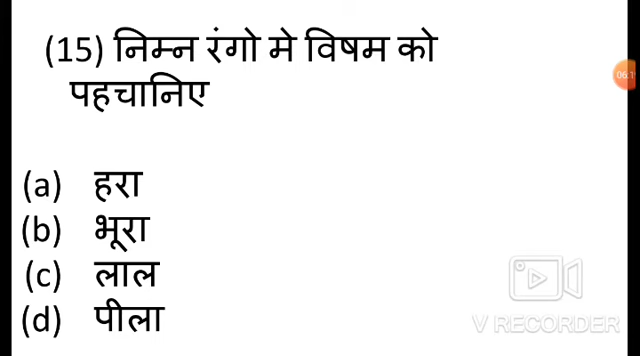 (15) निम्न रंगो मे विषम को
पहचानिए
(a) हरा
(b) भूरा
(c) लाल
(d) पीला
V RECORDER